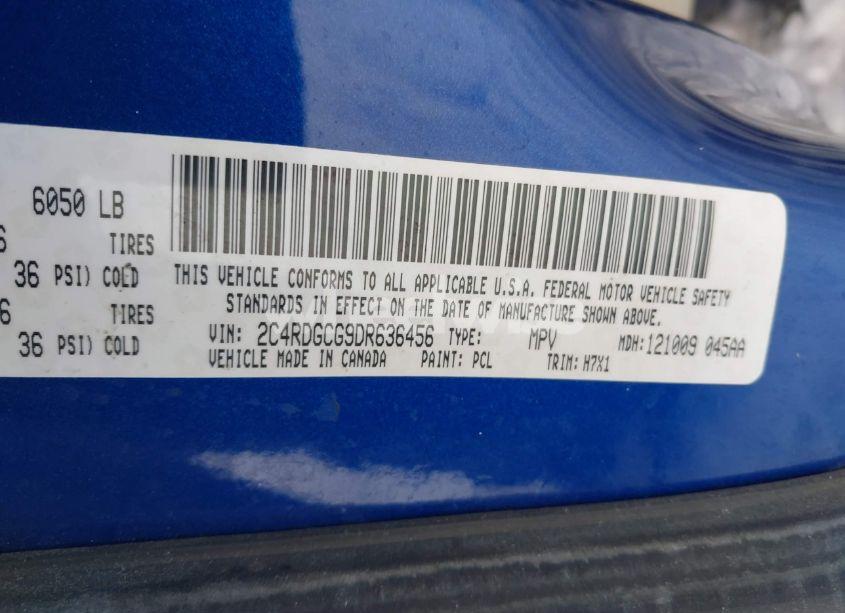 6050 LB
6 TIRES
36 PSI) COLD
6 TIRES
36 PSI) COLD
THIS VEHICLE CONFORMS TO ALL APPLICABLE U.S.A. FEDERAL MOTOR VEHICLE SAFETY
STANDARDS IN EFFECT ON THE DATE OF MANUFACTURE SHOWN ABOVE.
VIN: 2C4RDGCG9DR636456 TYPE: MPV MDH: 121009 045AA
VEHICLE MADE IN CANADA PAINT: PCL TRIM: H7X1